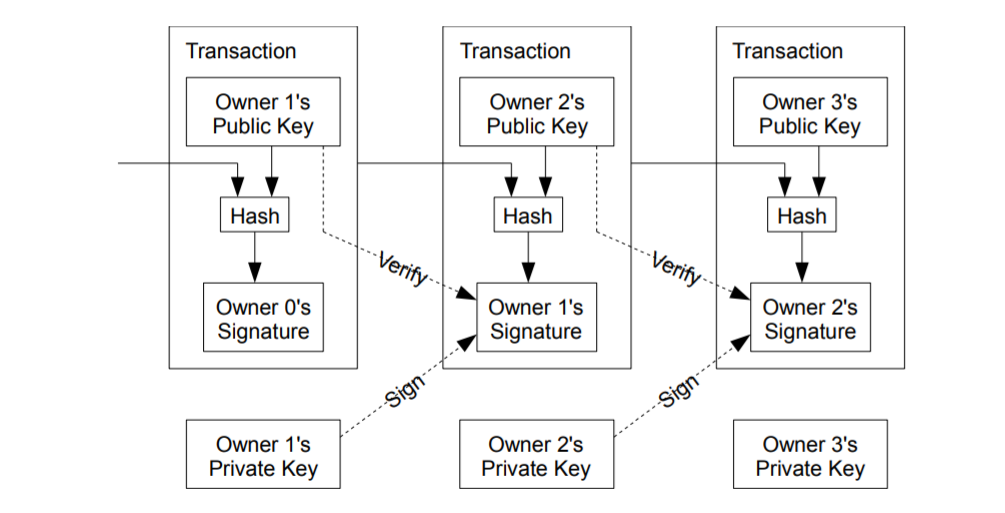 Transaction
Transaction
Transaction
Owner 1's
Public Key
Owner 2's
Public Key
Owner 3's
Public Key
Hash
Hash
Hash
Verify
Verify
Owner 0's
Signature
Owner 1's
Signature
Owner 2's
Signature
Sign
Sign
Owner 1's
Private Key
Owner 2's
Private Key
Owner 3's
Private Key